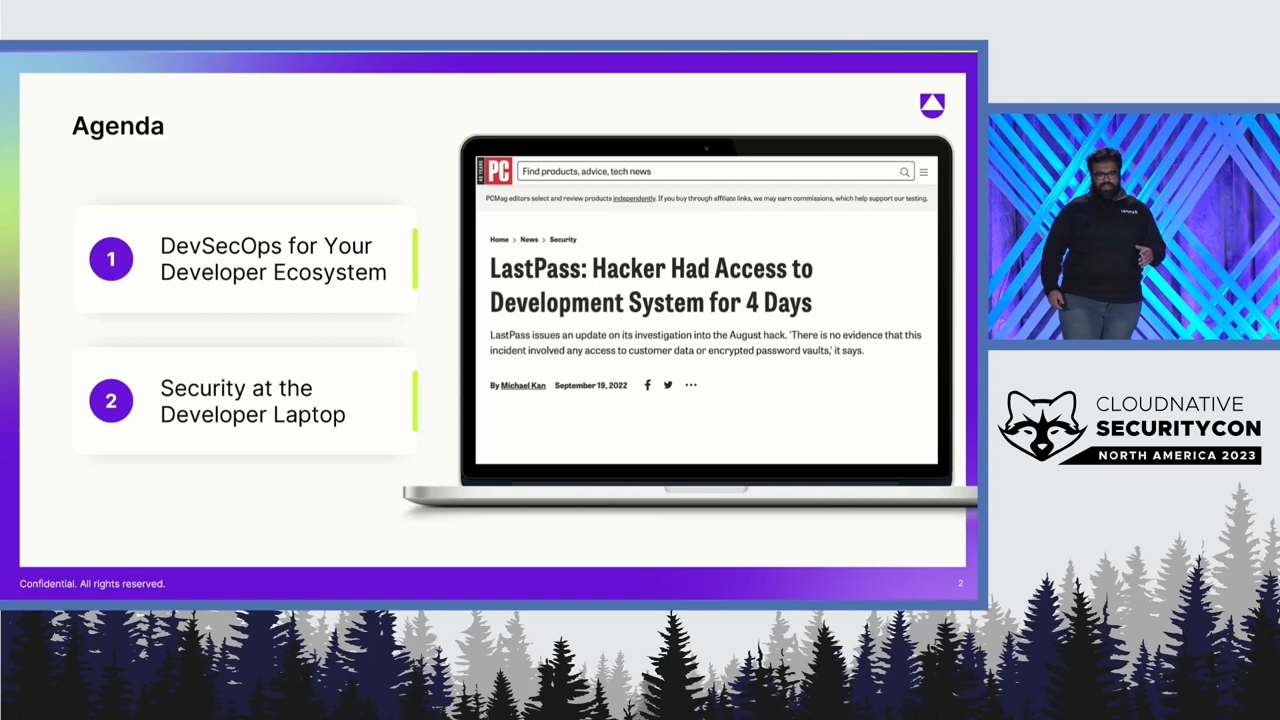 Agenda
1
DevSecOps for Your
Developer Ecosystem
2
Security at the
Developer Laptop
40 YEARS
PC
Find products, advice, tech news
PCMag editors select and review products independently. If you buy through affiliate links, we may earn commissions, which help support our testing.
Home > News > Security
LastPass: Hacker Had Access to
Development System for 4 Days
LastPass issues an update on its investigation into the August hack. 'There is no evidence that this
incident involved any access to customer data or encrypted password vaults,' it says.
By Michael Kan September 19, 2022
Confidential. All rights reserved.
2
CLOUDNATIVE
SECURITYCON
NORTH AMERICA 2023